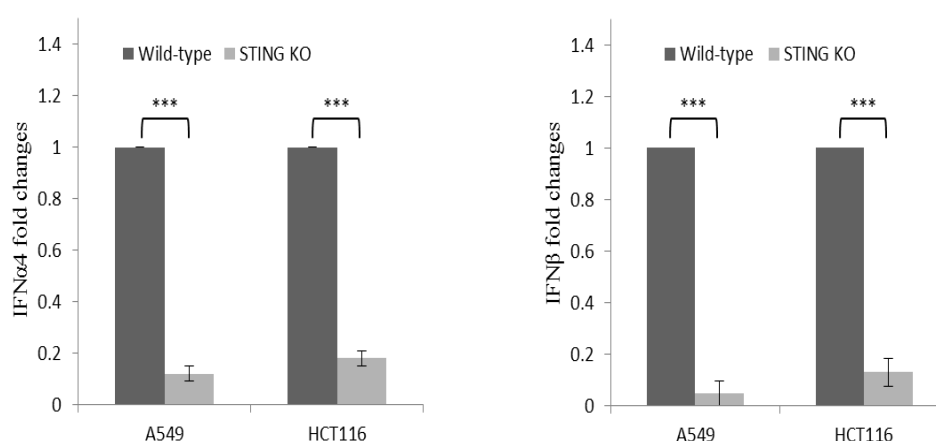 1.4
Wild-type STING KO
1.2
***
***
1
0.8
0.6
0.4
0.2
0
IFNα4 fold changes
A549
HCT116
1.4
Wild-type STING KO
1.2
***
***
1
0.8
0.6
0.4
0.2
0
IFNβ fold changes
A549
HCT116